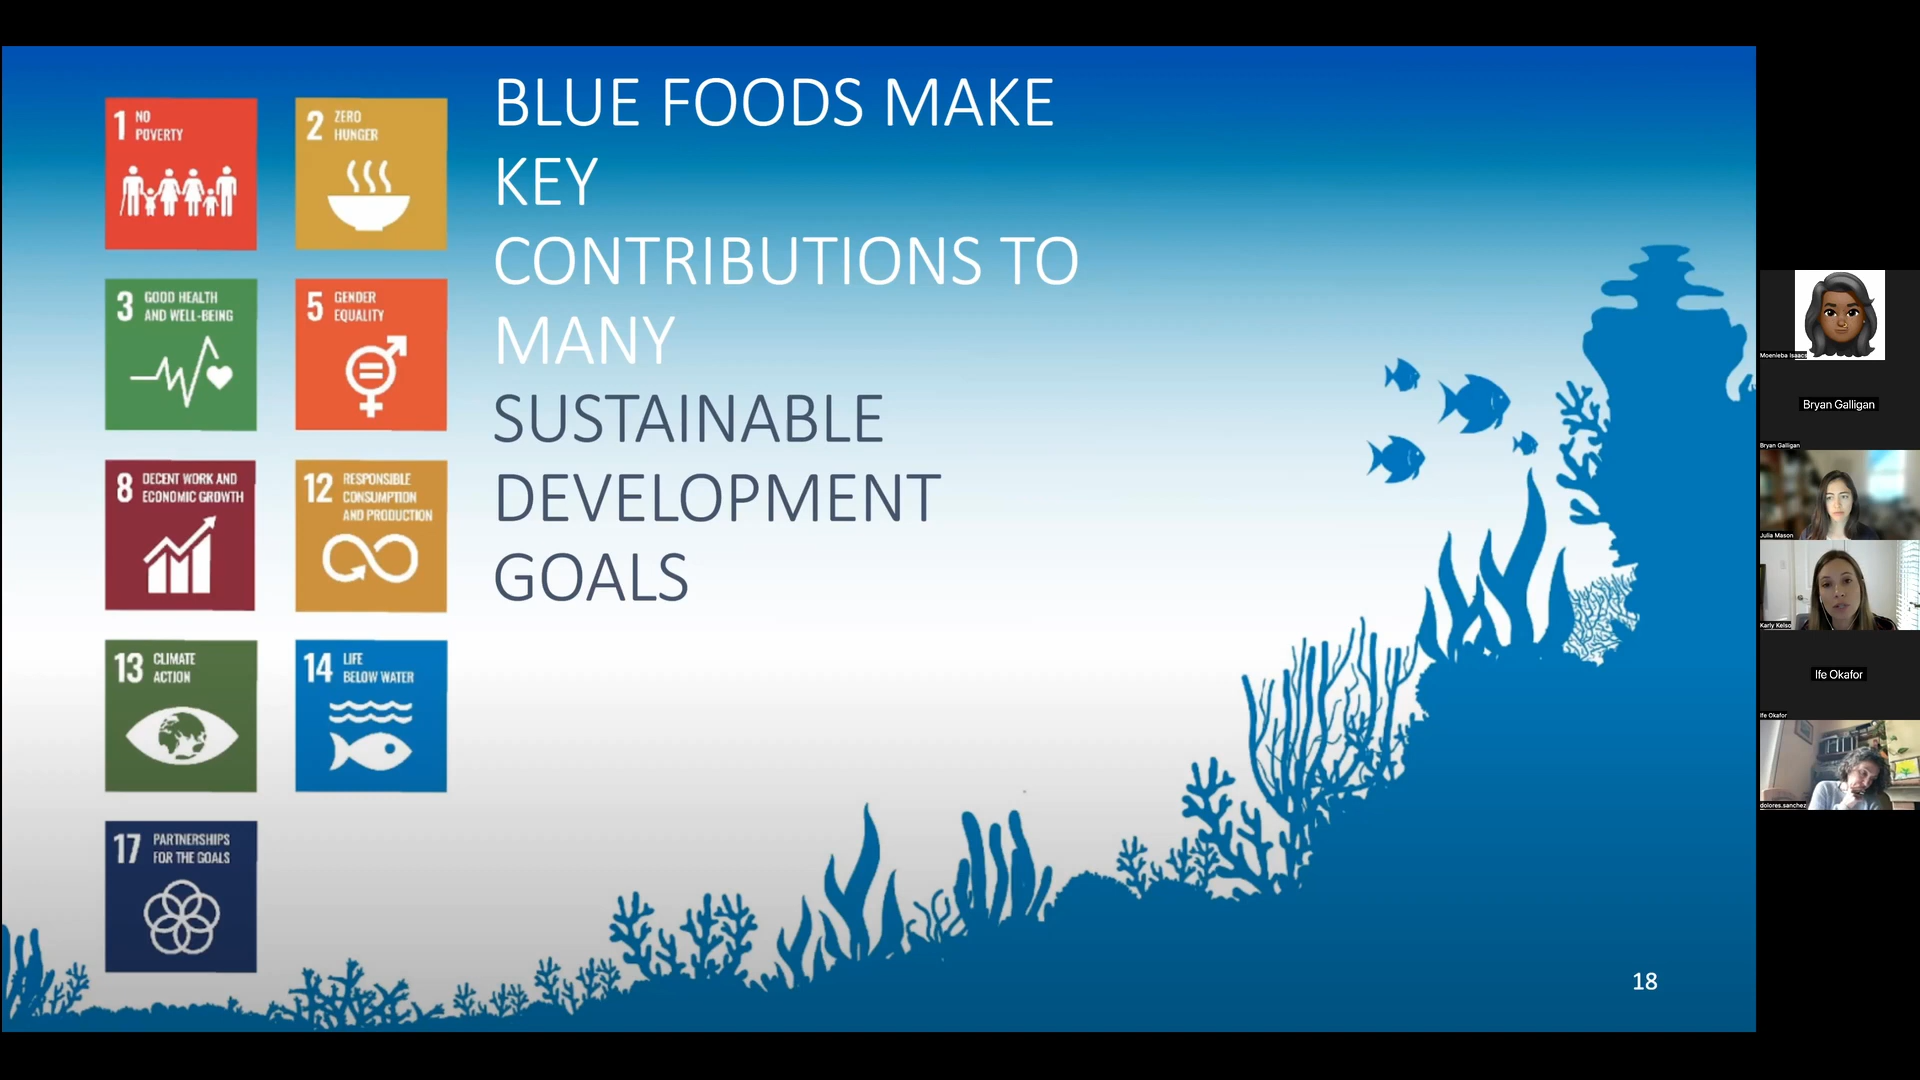 BLUE FOODS MAKE
KEY
CONTRIBUTIONS TO
MANY
SUSTAINABLE
DEVELOPMENT
GOALS
1 NO
POVERTY
2 ZERO
HUNGER
3 GOOD HEALTH
AND WELL-BEING
5 GENDER
EQUALITY
8 DECENT WORK AND
ECONOMIC GROWTH
12 RESPONSIBLE
CONSUMPTION
AND PRODUCTION
13 CLIMATE
ACTION
14 LIFE
BELOW WATER
17 PARTNERSHIPS
FOR THE GOALS
18
Moenieba Isaacs
Bryan Galligan
Bryan Galligan
Julia Mason
Karly Kelso
Ife Okafor
Ife Okafor
dolores.sanchez